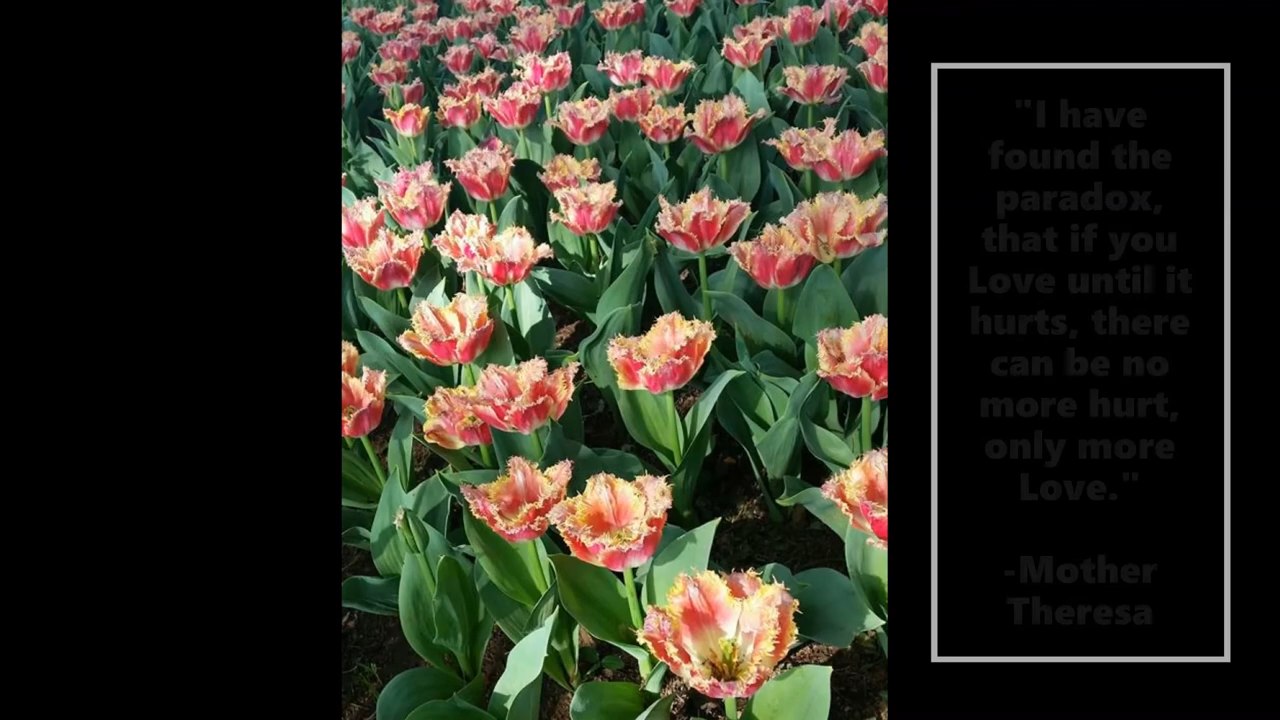 "I have
found the
paradox,
that if you
Love until it
hurts, there
can be no
more hurt,
only more
Love."
-Mother
Theresa